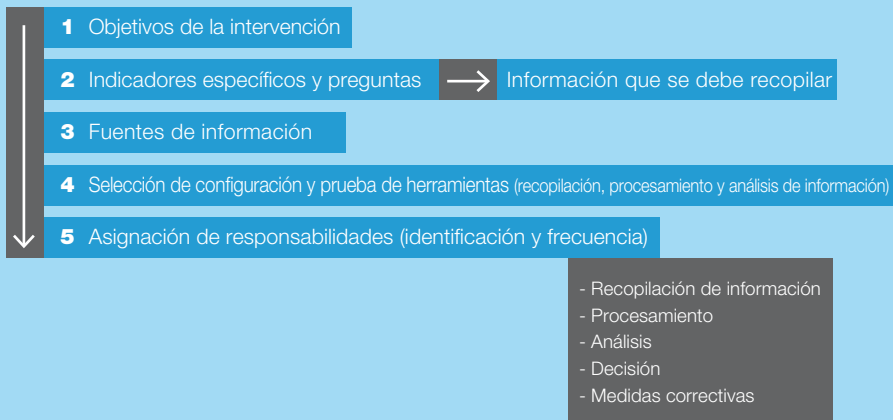 1 Objetivos de la intervención
2 Indicadores específicos y preguntas
Información que se debe recopilar
3 Fuentes de información
4 Selección de configuración y prueba de herramientas (recopilación, procesamiento y análisis de información)
5 Asignación de responsabilidades (identificación y frecuencia)
- Recopilación de información
- Procesamiento
- Análisis
- Decisión
- Medidas correctivas